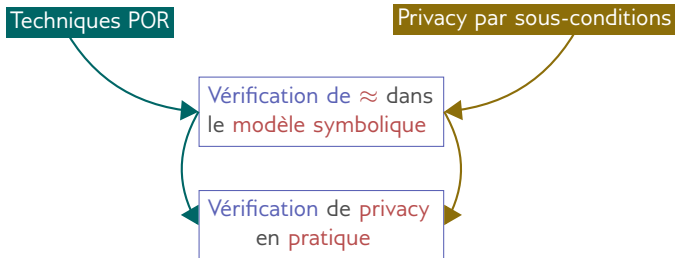 Techniques POR
Privacy par sous-conditions
Vérification de ≈ dans
le modèle symbolique
Vérification de privacy
en pratique